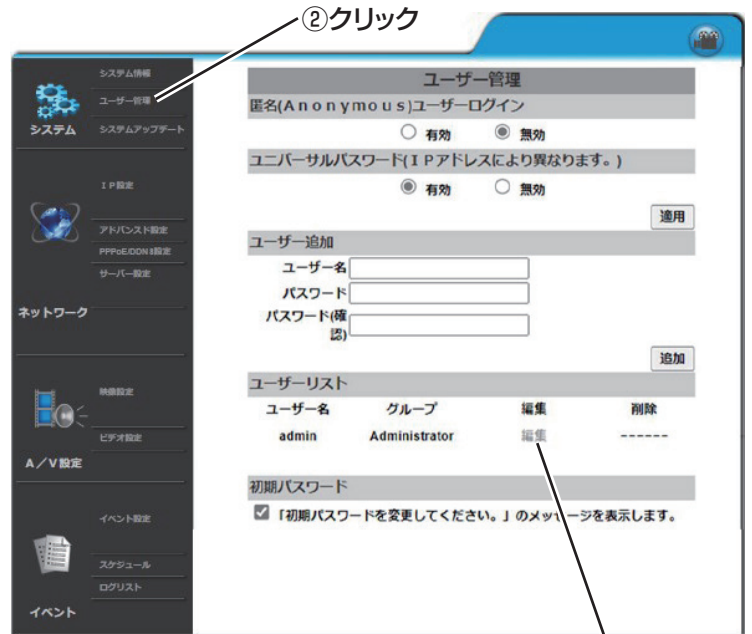 ②クリック
システム情報
ユーザー管理
システム
システムアップデート
IP設定
アドバンスト設定
PPPoE/DDNS設定
サーバー設定
ネットワーク
映像設定
ビデオ設定
A／V設定
イベント設定
スケジュール
ログリスト
イベント
ユーザー管理
匿名(Anonymous)ユーザーログイン
有効 無効
ユニバーサルパスワード(IPアドレスにより異なります。)
有効 無効
適用
ユーザー追加
ユーザー名
パスワード
パスワード(確
認)
追加
ユーザーリスト
ユーザー名 グループ 編集 削除
admin Administrator 編集 ------
初期パスワード
「初期パスワードを変更してください。」のメッセージを表示します。